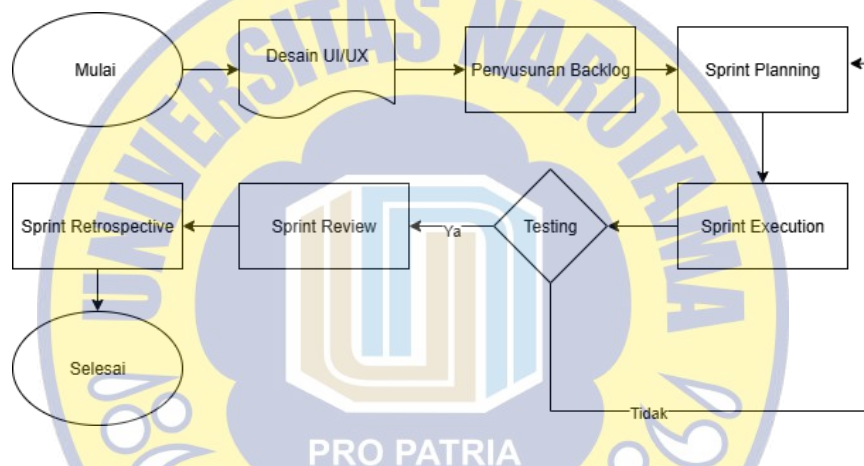 UNIVERSITAS NAROTAMA
Mulai
Desain UI/UX
Penyusunan Backlog
Sprint Planning
Sprint Retrospective
Sprint Review
Ya
Testing
Sprint Execution
Selesai
Tidak
PRO PATRIA